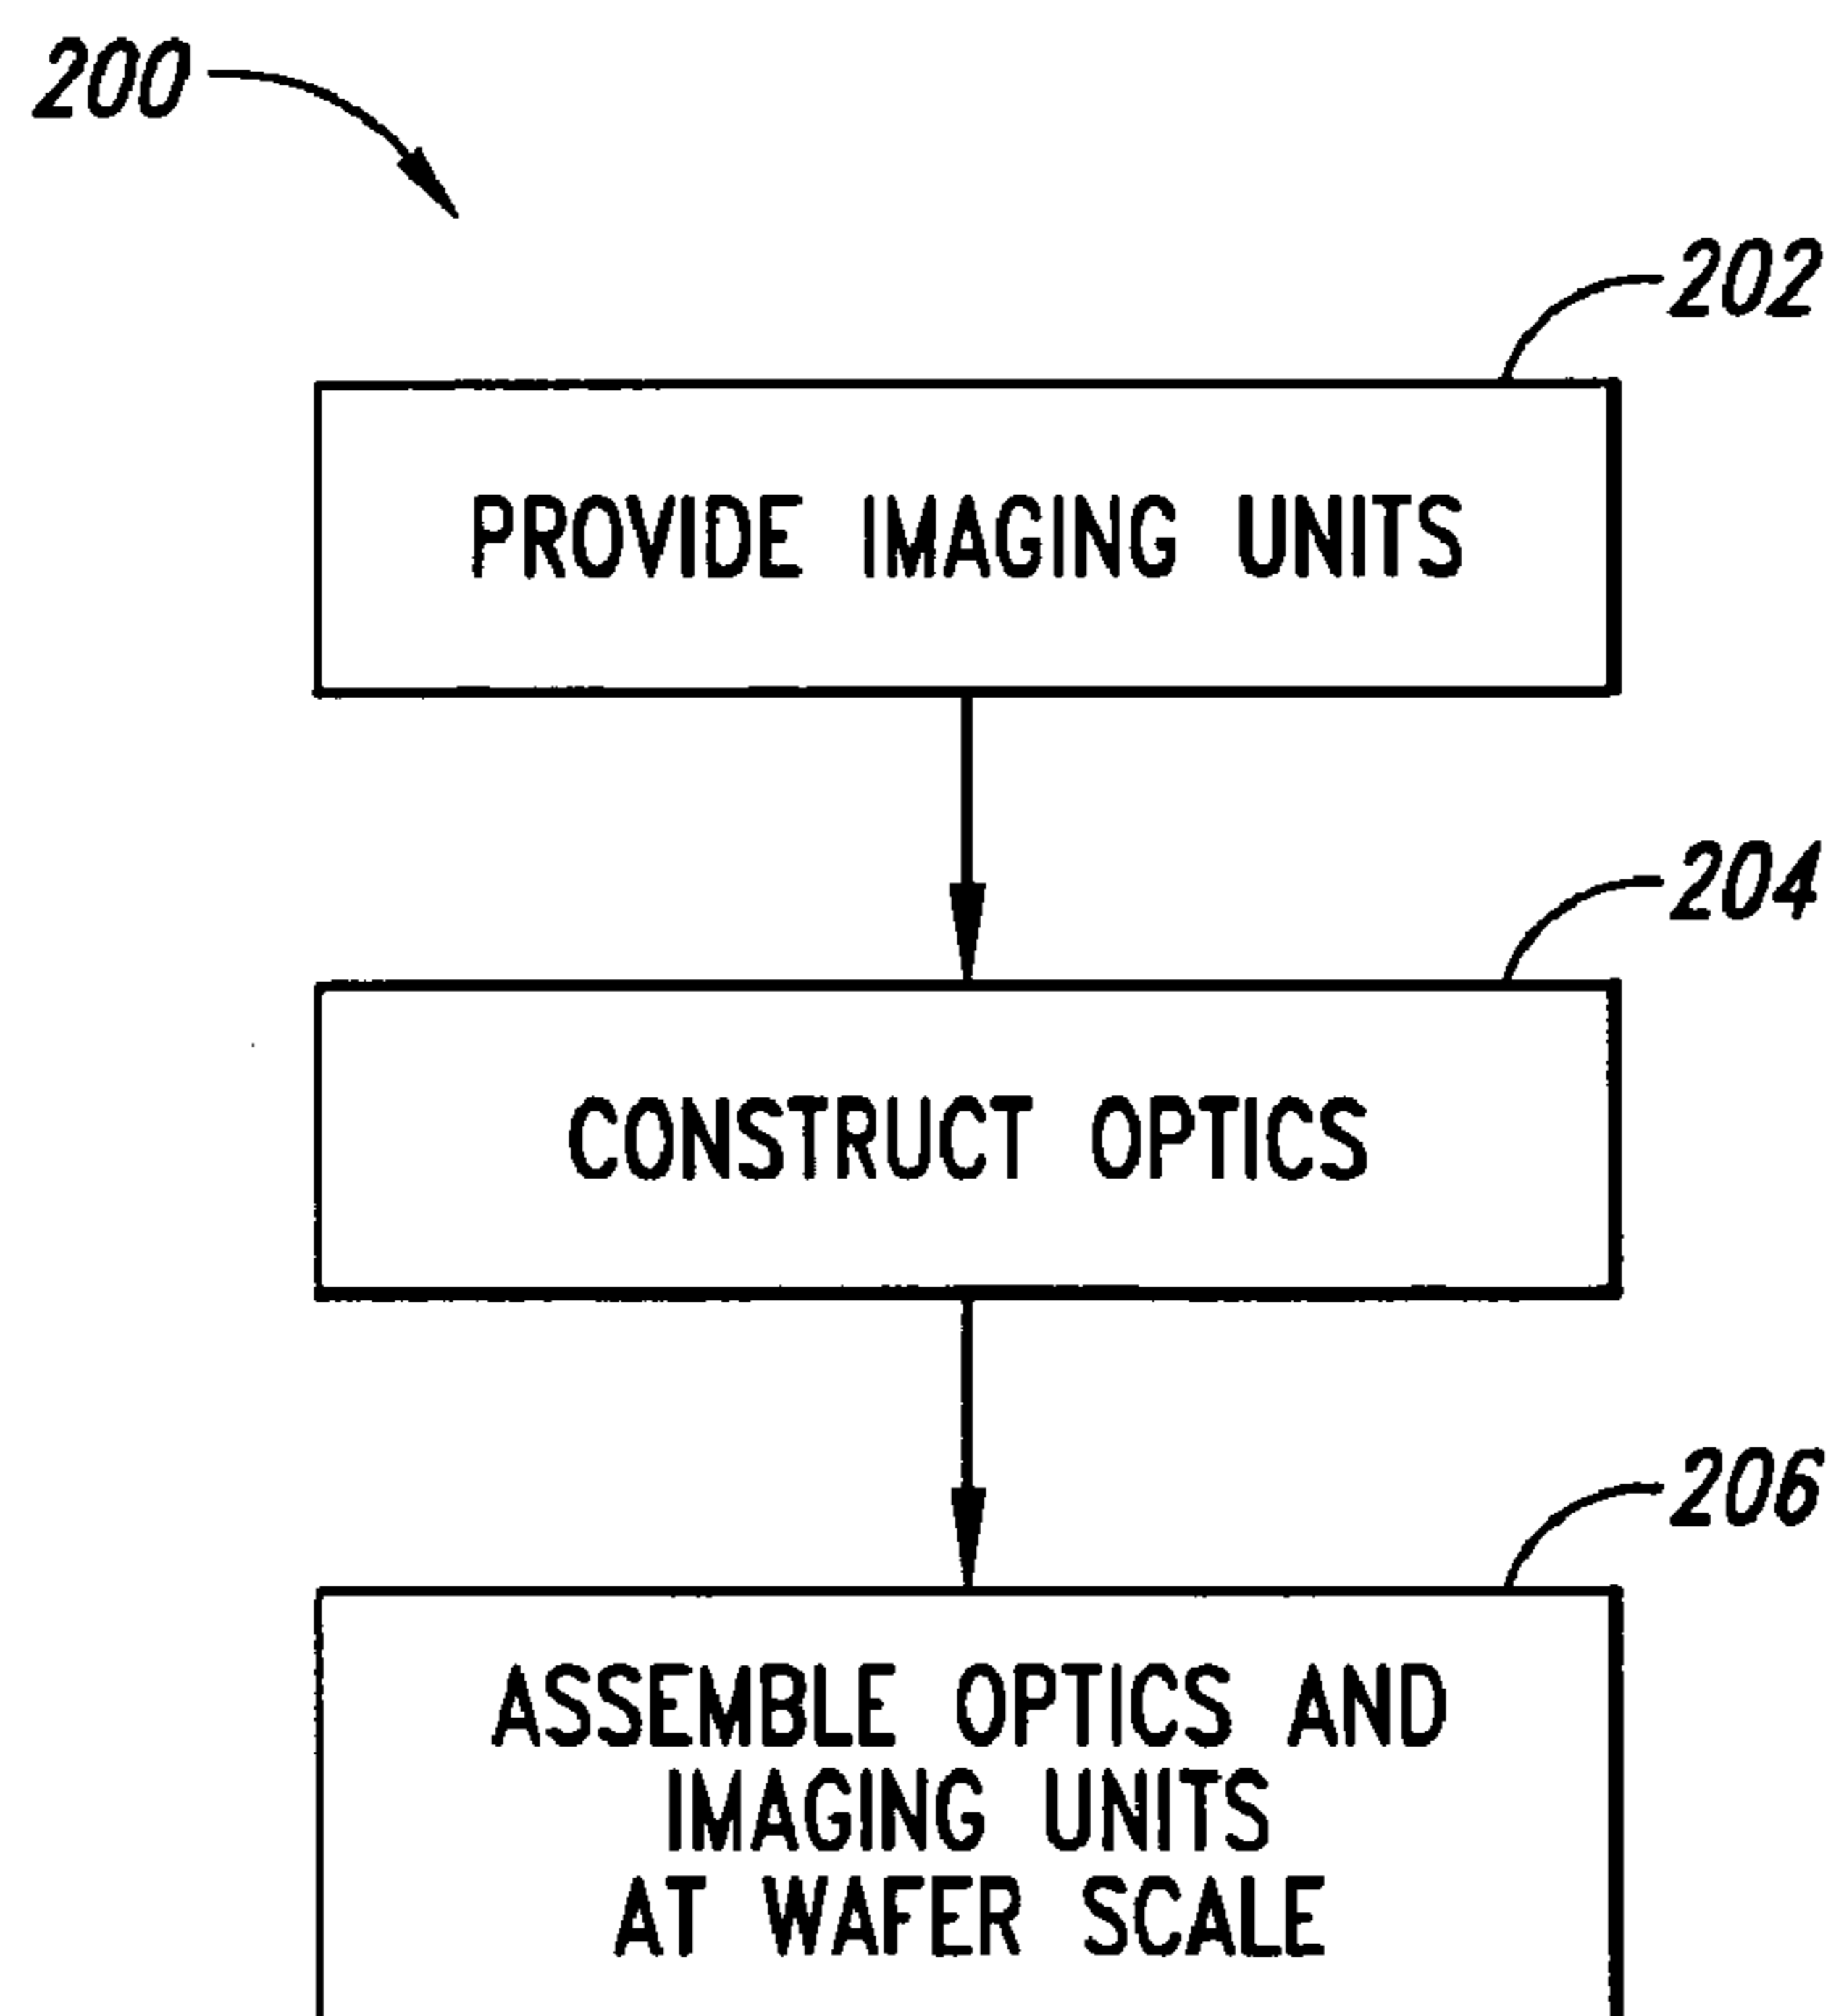 200
202
PROVIDE IMAGING UNITS
204
CONSTRUCT OPTICS
206
ASSEMBLE OPTICS AND
IMAGING UNITS
AT WAFER SCALE